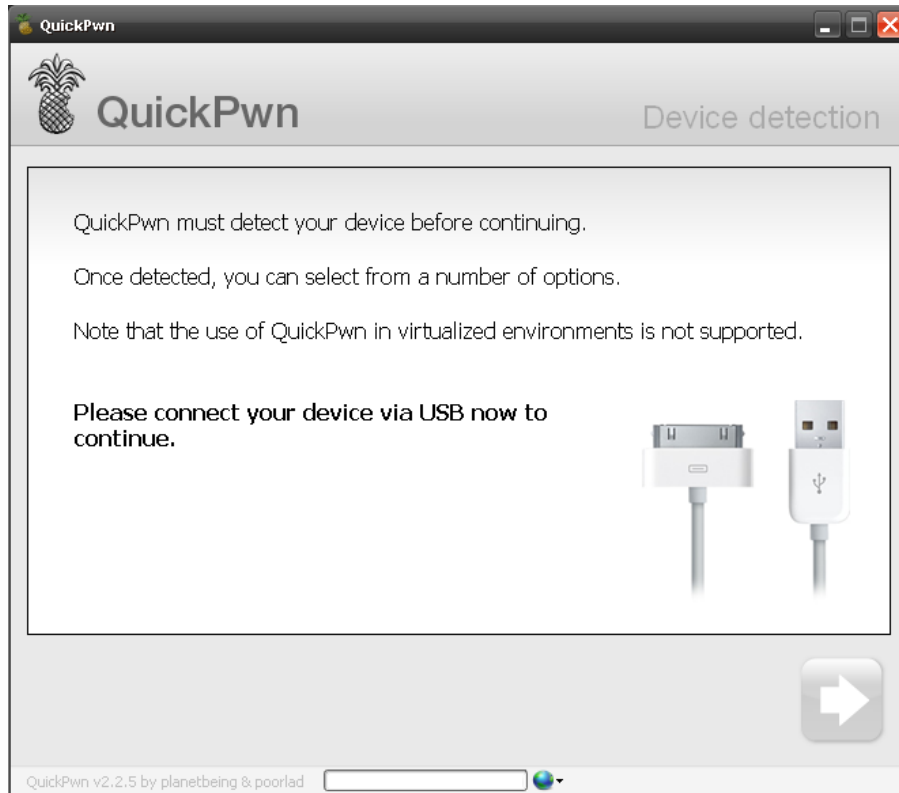 QuickPwn
QuickPwn
Device detection
QuickPwn must detect your device before continuing.
Once detected, you can select from a number of options.
Note that the use of QuickPwn in virtualized environments is not supported.
Please connect your device via USB now to
continue.
QuickPwn v2.2.5 by planetbeing & poorlad